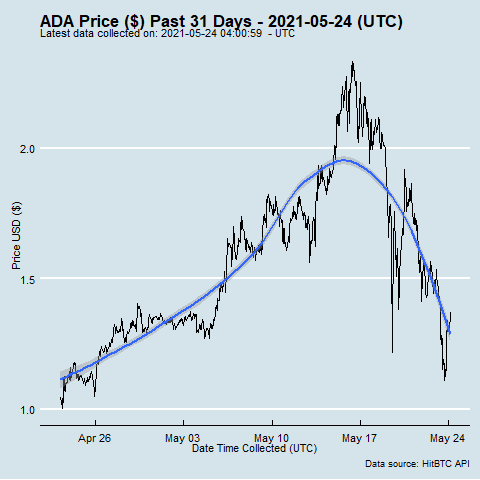 ADA Price ($) Past 31 Days - 2021-05-24 (UTC)
Latest data collected on: 2021-05-24 04:00:59  - UTC
2.0
1.5
1.0
Price USD ($)
Apr 26
May 03
May 10
May 17
May 24
Date Time Collected (UTC)
Data source: HitBTC API